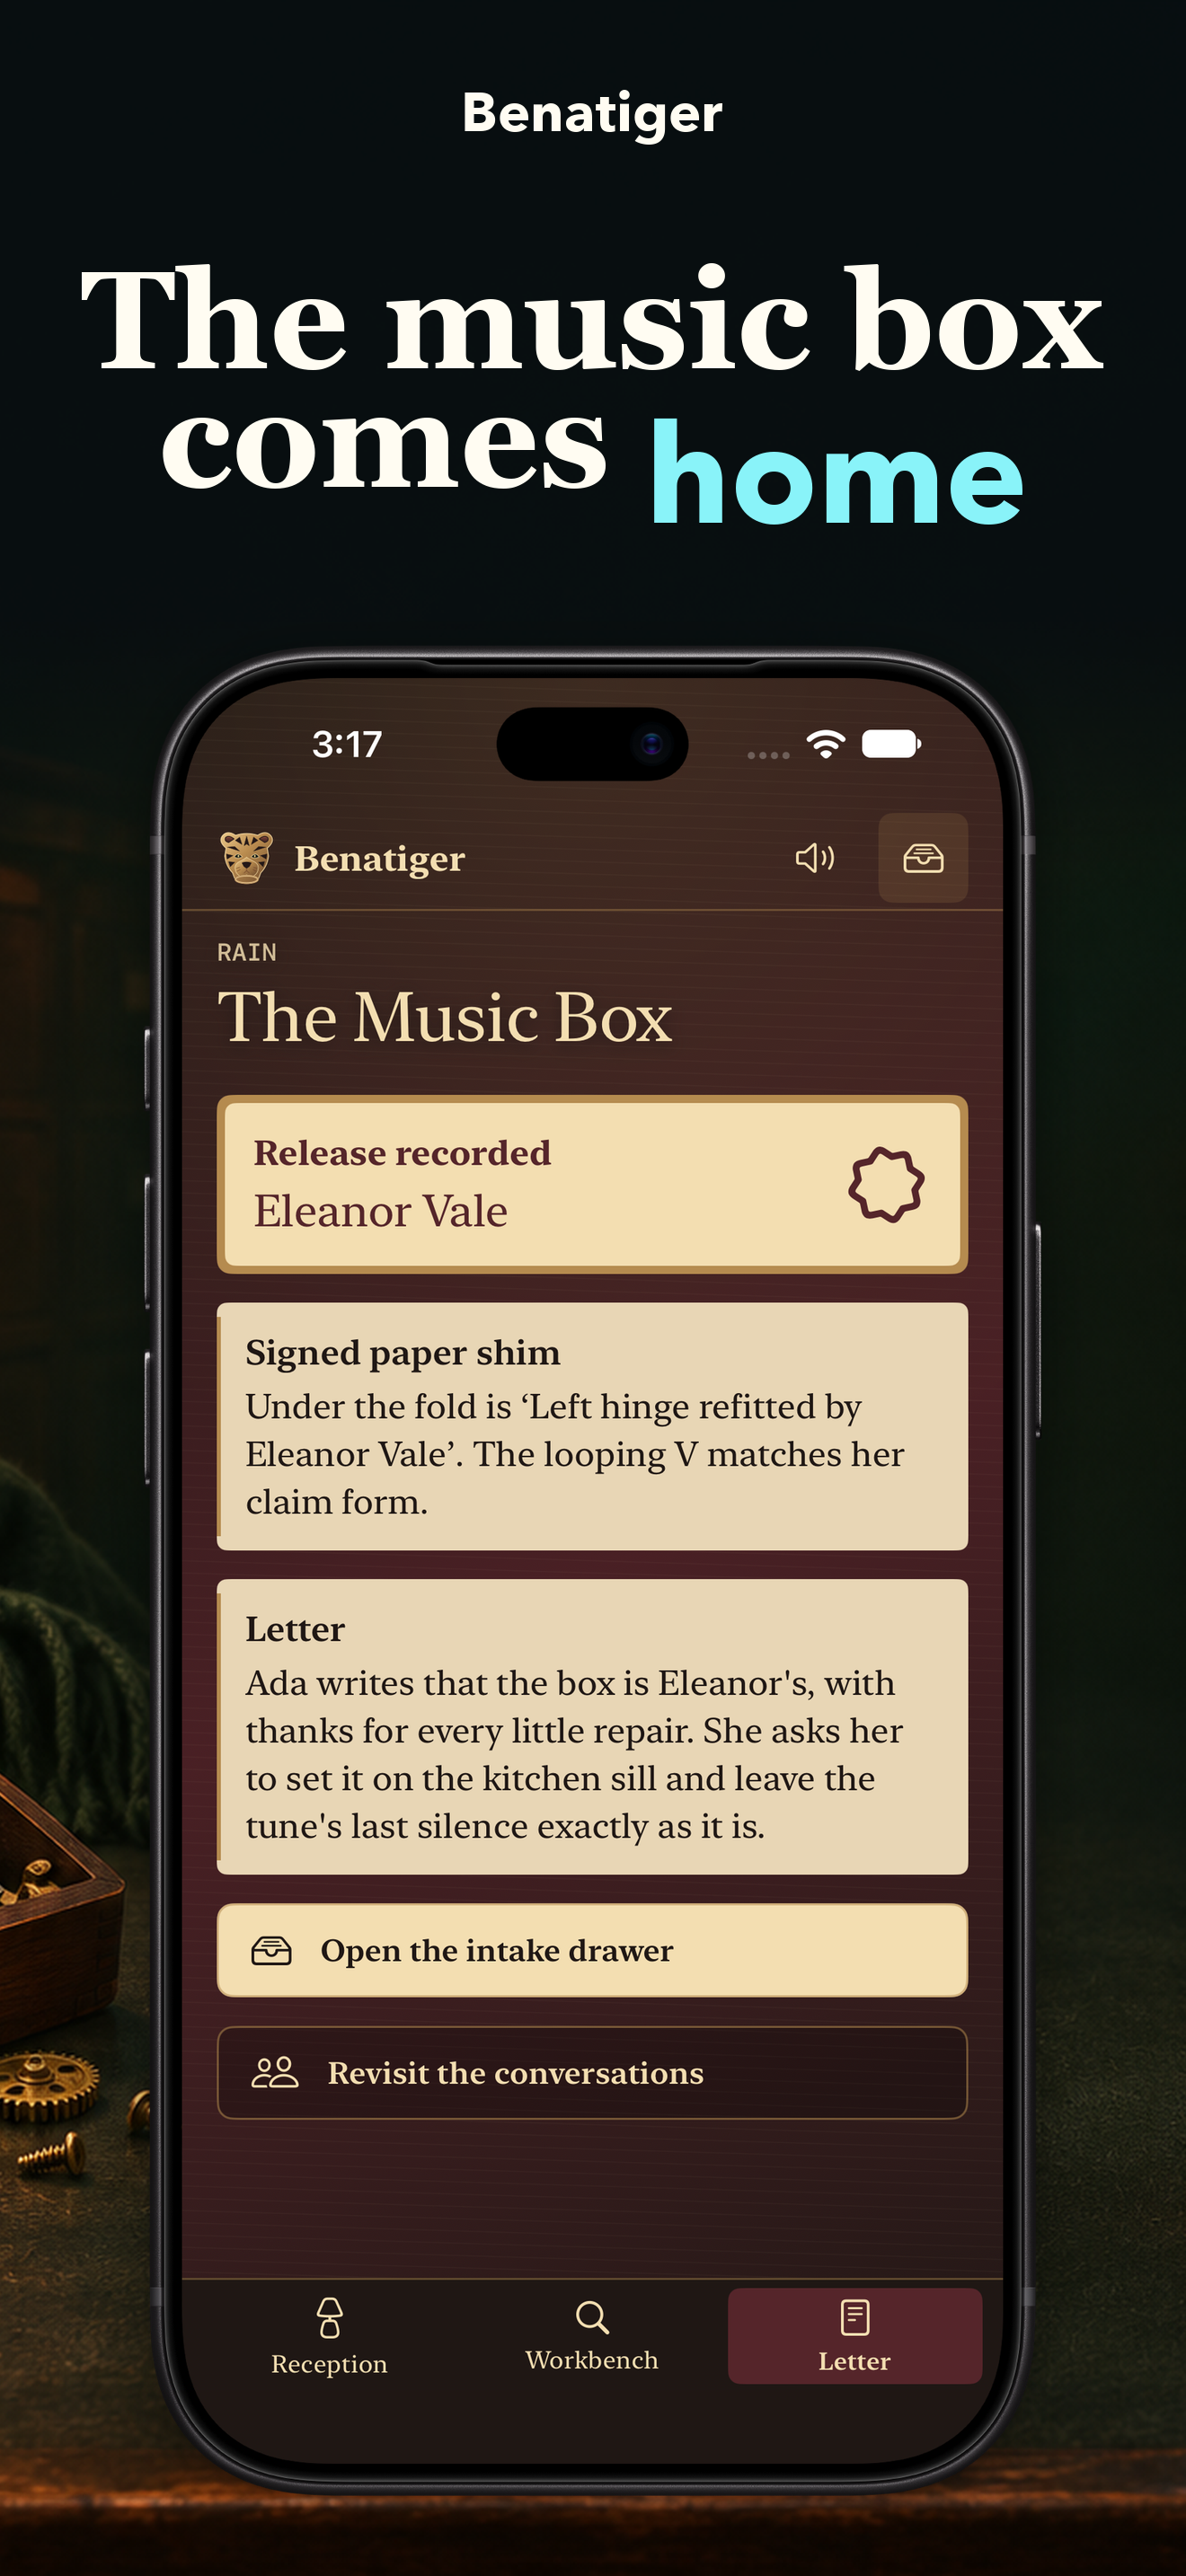 Benatiger
The music box
comes home
3:17
Benatiger
RAIN
The Music Box
Release recorded
Eleanor Vale
Signed paper shim
Under the fold is ‘Left hinge refitted by
Eleanor Vale’. The looping V matches her
claim form.
Letter
Ada writes that the box is Eleanor's, with
thanks for every little repair. She asks her
to set it on the kitchen sill and leave the
tune's last silence exactly as it is.
Open the intake drawer
Revisit the conversations
Reception
Workbench
Letter